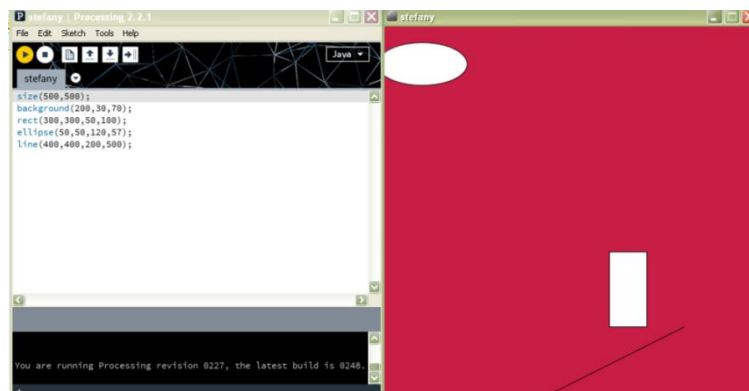 stefany | Processing 2.2.1
File Edit Sketch Tools Help
Java
stefany
size(500,500);
background(200,30,70);
rect(300,300,50,100);
ellipse(50,50,120,57);
line(400,400,200,500);
You are running Processing revision 0227, the latest build is 0248.
stefany